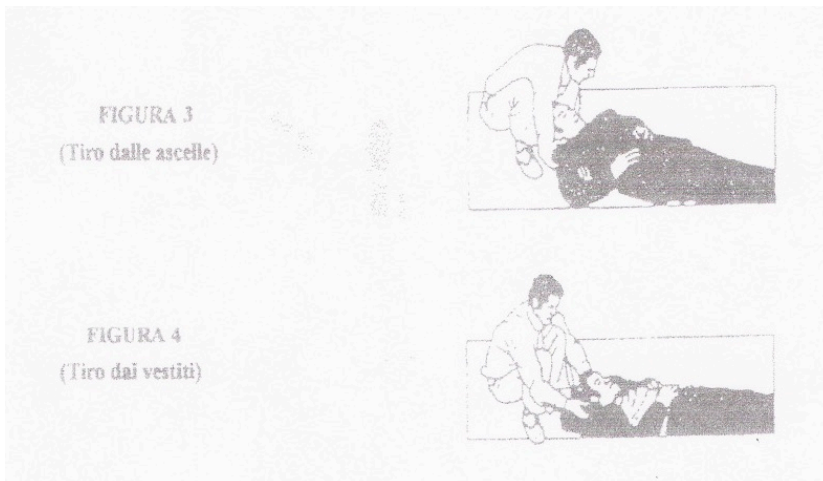 FIGURA 3
(Tiro dalle ascelle)
FIGURA 4
(Tiro dai vestiti)